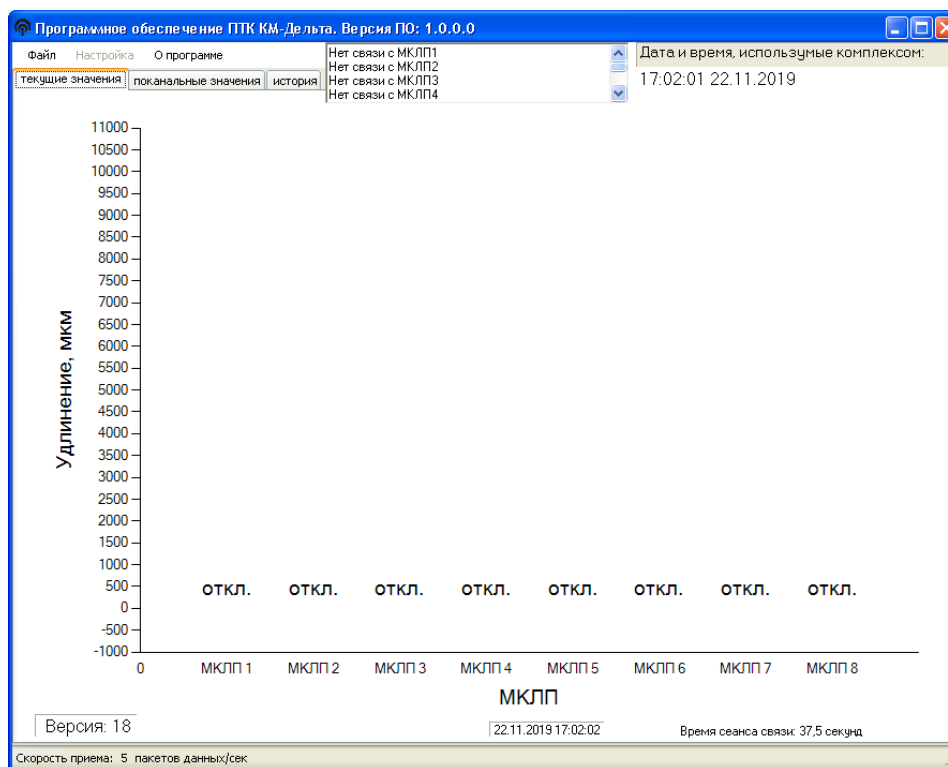 Программное обеспечение ПТК КМ-Дельта. Версия ПО: 1.0.0.0
Файл Настройка О программе
Нет связи с МКЛП1
Нет связи с МКЛП2
Нет связи с МКЛП3
Нет связи с МКЛП4
Дата и время, использумые комплексом:
17:02:01 22.11.2019
текущие значения поканальные значения история
11000
10500
10000
9500
9000
8500
8000
7500
7000
6500
6000
5500
5000
4500
4000
3500
3000
2500
2000
1500
1000
500
0
-500
-1000
Удлинение, мкм
откл. откл. откл. откл. откл. откл. откл. откл.
0 МКЛП 1 МКЛП 2 МКЛП 3 МКЛП 4 МКЛП 5 МКЛП 6 МКЛП 7 МКЛП 8
МКЛП
Версия: 18
22.11.2019 17:02:02
Время сеанса связи: 37,5 секунд
Скорость приема: 5 пакетов данных/сек